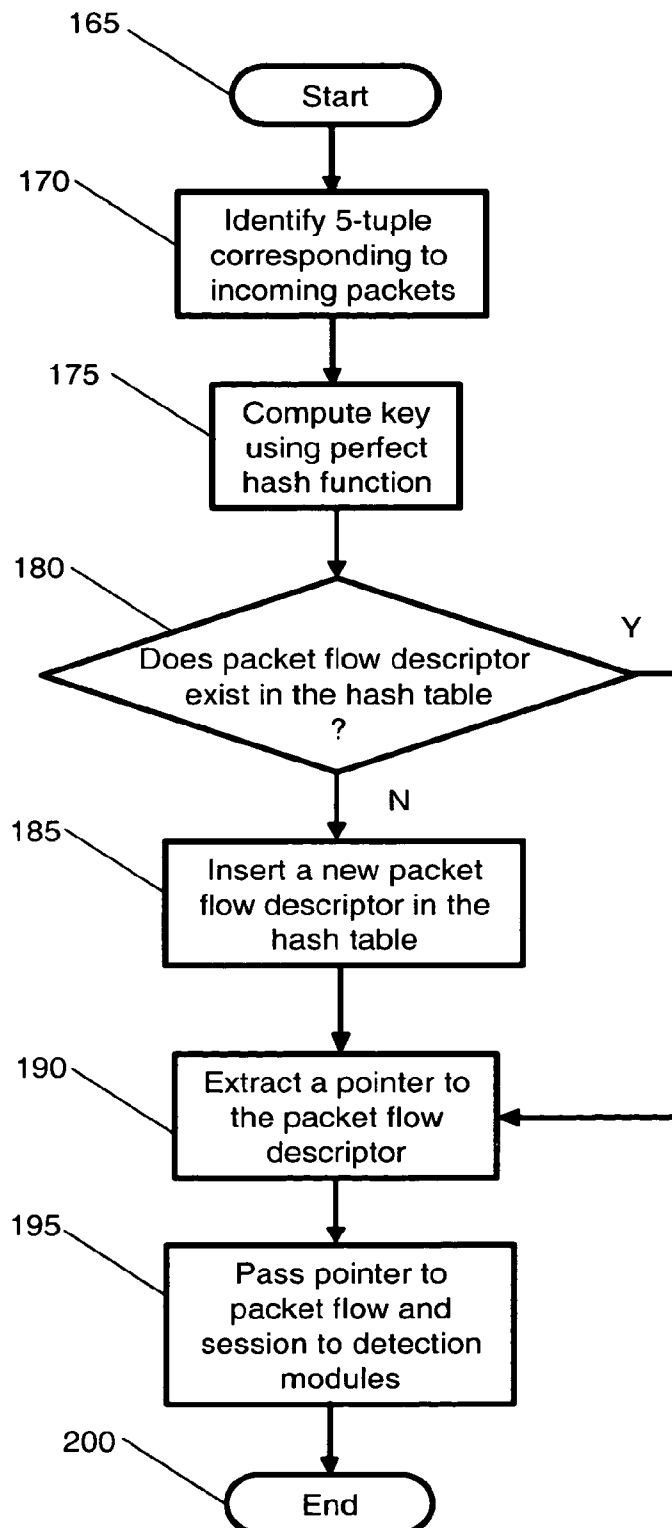 165
Start
170
Identify 5-tuple
corresponding to
incoming packets
175
Compute key
using perfect
hash function
180
Y
Does packet flow descriptor
exist in the hash table
?
N
185
Insert a new packet
flow descriptor in the
hash table
190
Extract a pointer to
the packet flow
descriptor
195
Pass pointer to
packet flow and
session to detection
modules
200
End